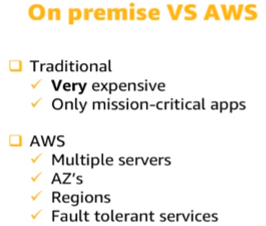 On premise VS AWS
Traditional
Very expensive
Only mission-critical apps
AWS
Multiple servers
AZ's
Regions
Fault tolerant services